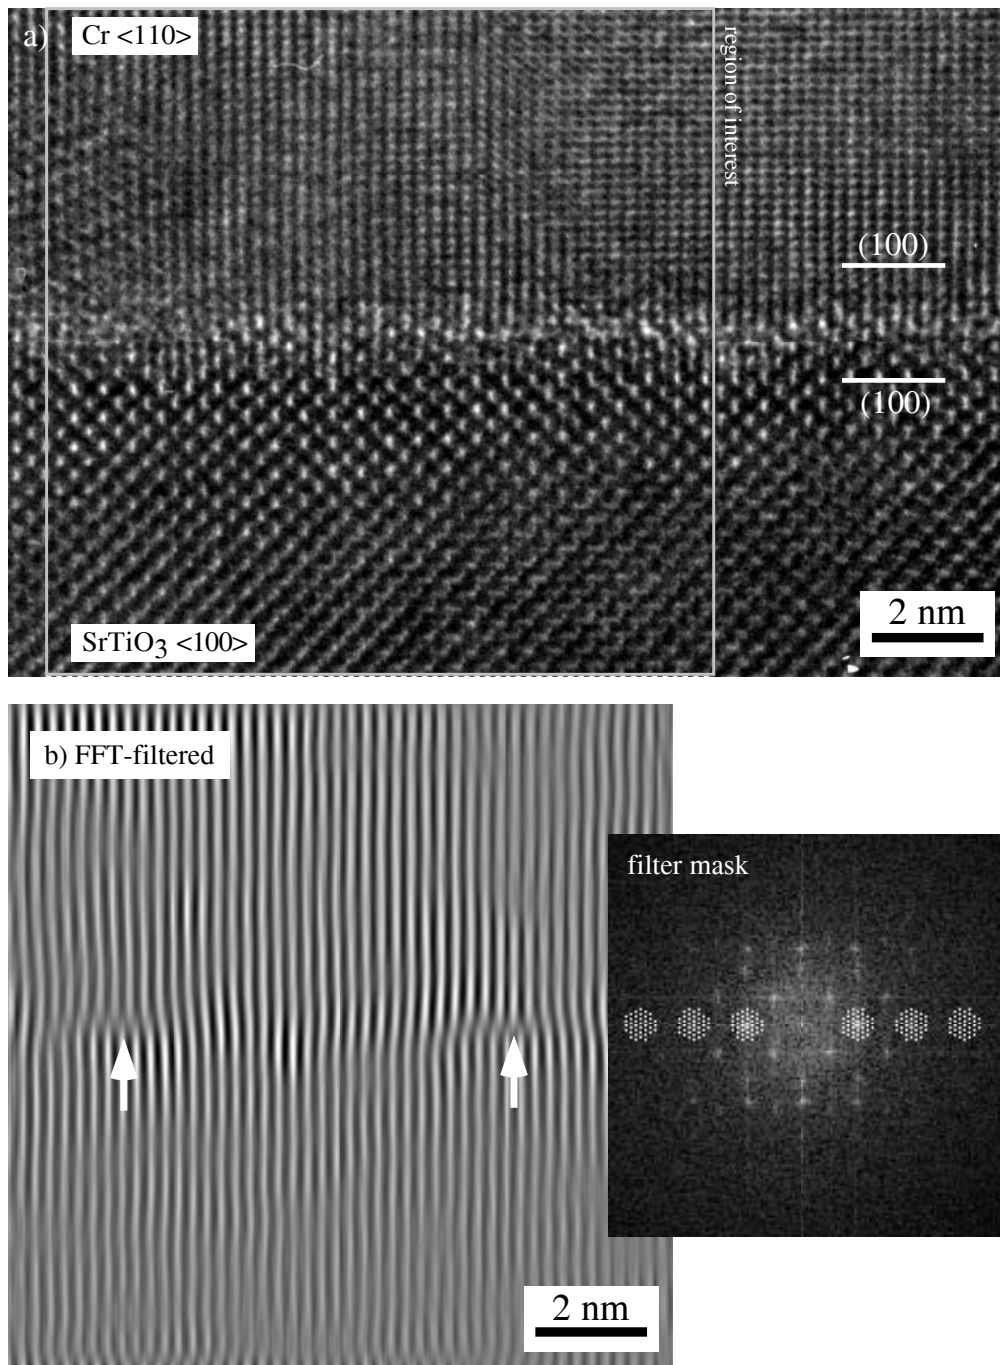 a)
Cr <110>
region of interest
(100)
(100)
SrTiO3 <100>
2 nm
b) FFT-filtered
filter mask
2 nm